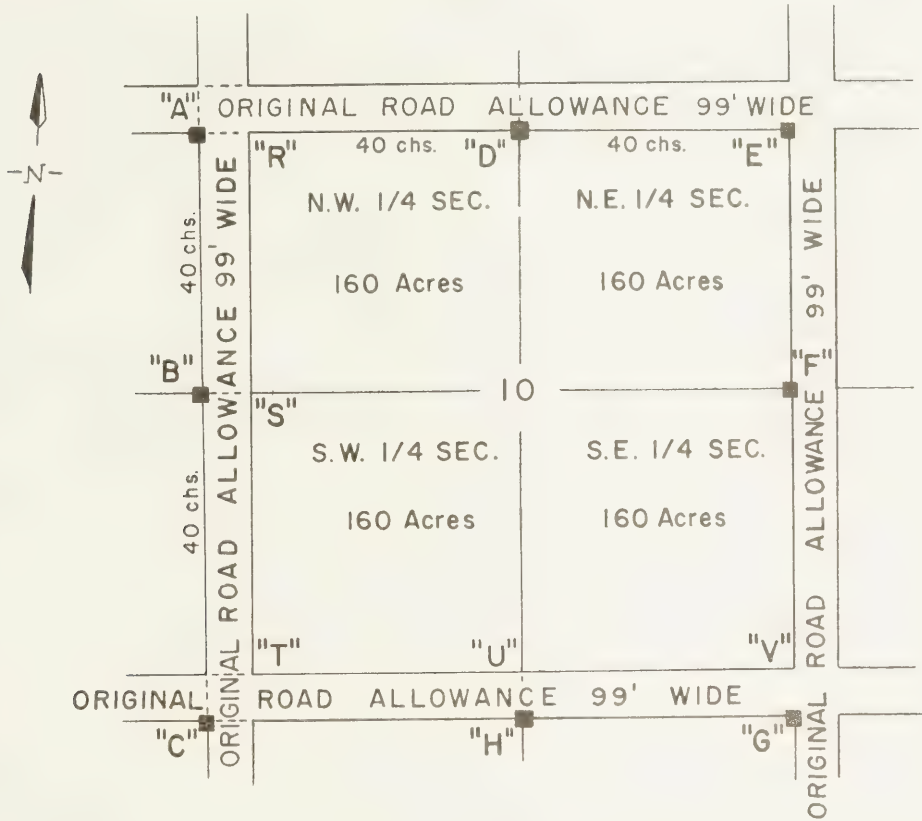 "A"
ORIGINAL ROAD ALLOWANCE 99' WIDE
-N-
"R"
40 chs.
"D"
40 chs.
"E"
N.W. 1/4 SEC.
N.E. 1/4 SEC.
160 Acres
160 Acres
40 chs.
ORIGINAL ROAD ALLOWANCE 99' WIDE
ORIGINAL ROAD ALLOWANCE 99' WIDE
"B"
10
"F"
"S"
S.W. 1/4 SEC.
S.E. 1/4 SEC.
160 Acres
160 Acres
40 chs.
"T"
"U"
"V"
ORIGINAL ROAD ALLOWANCE 99' WIDE
"C"
"H"
"G"